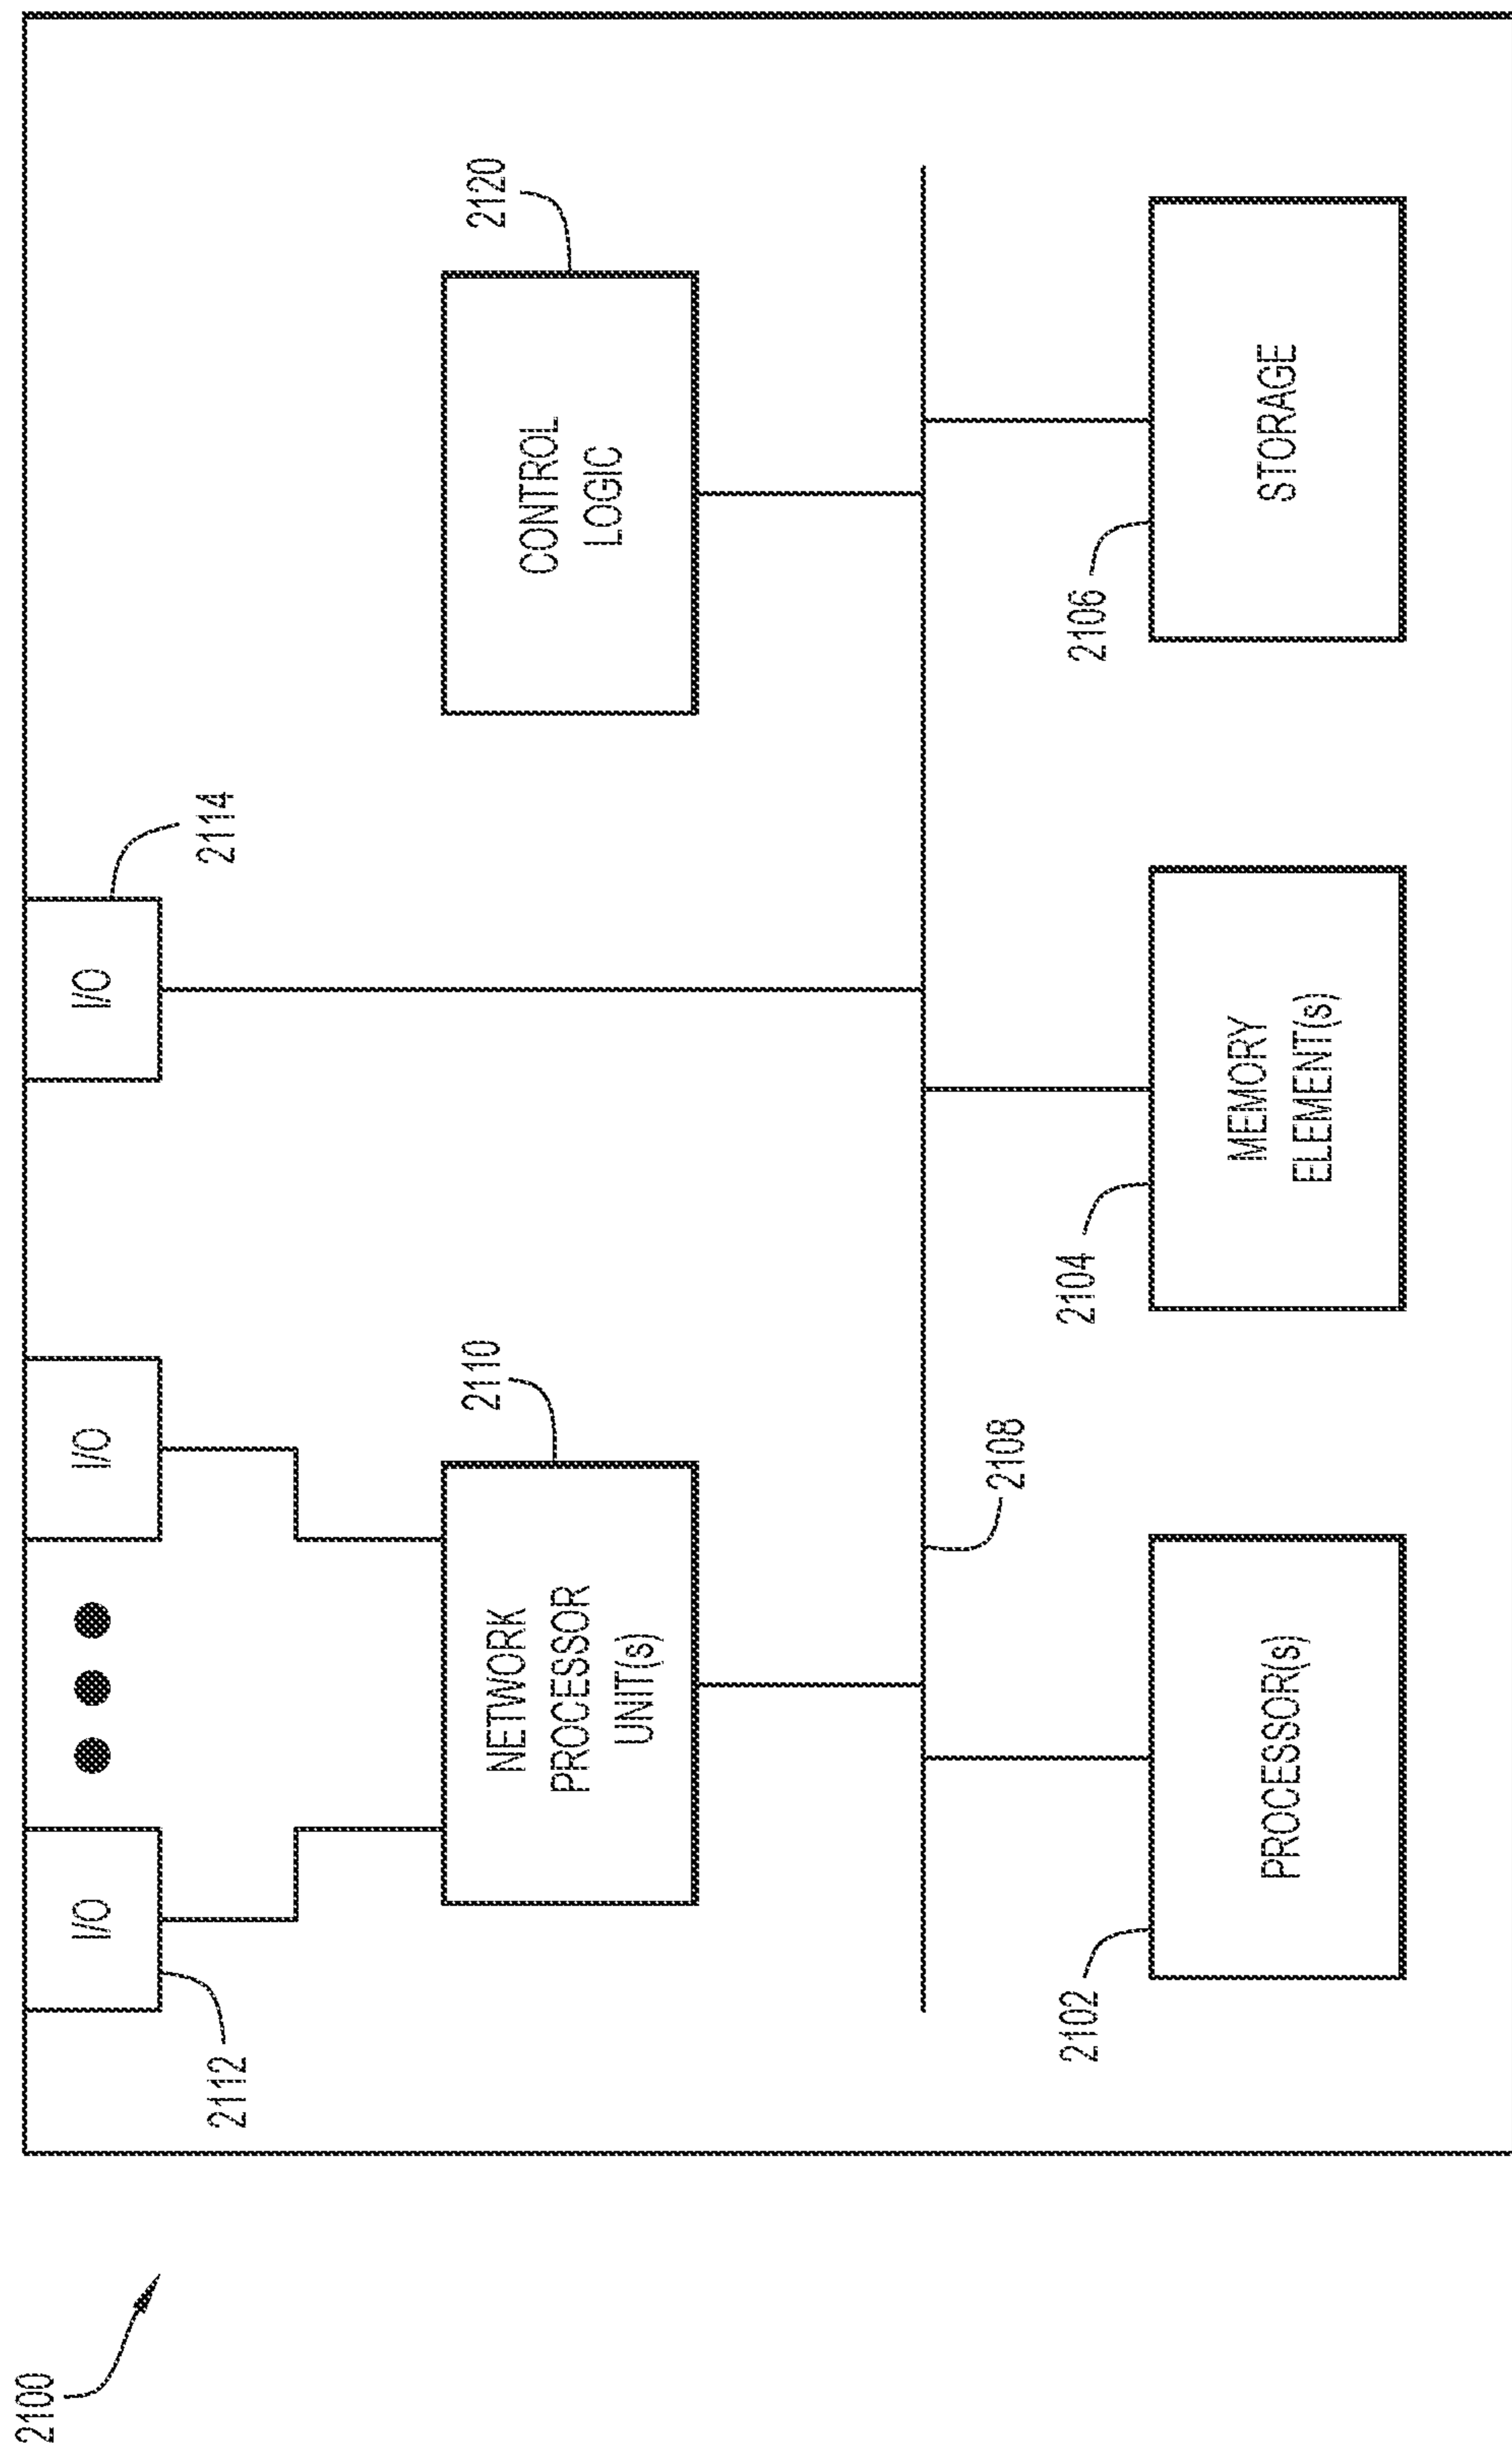 2100
I/O
I/O
I/O
2112
2114
NETWORK
PROCESSOR
UNIT(s)
2110
CONTROL
LOGIC
2120
2108
2102
PROCESSOR(s)
2104
MEMORY
ELEMENT(s)
2106
STORAGE